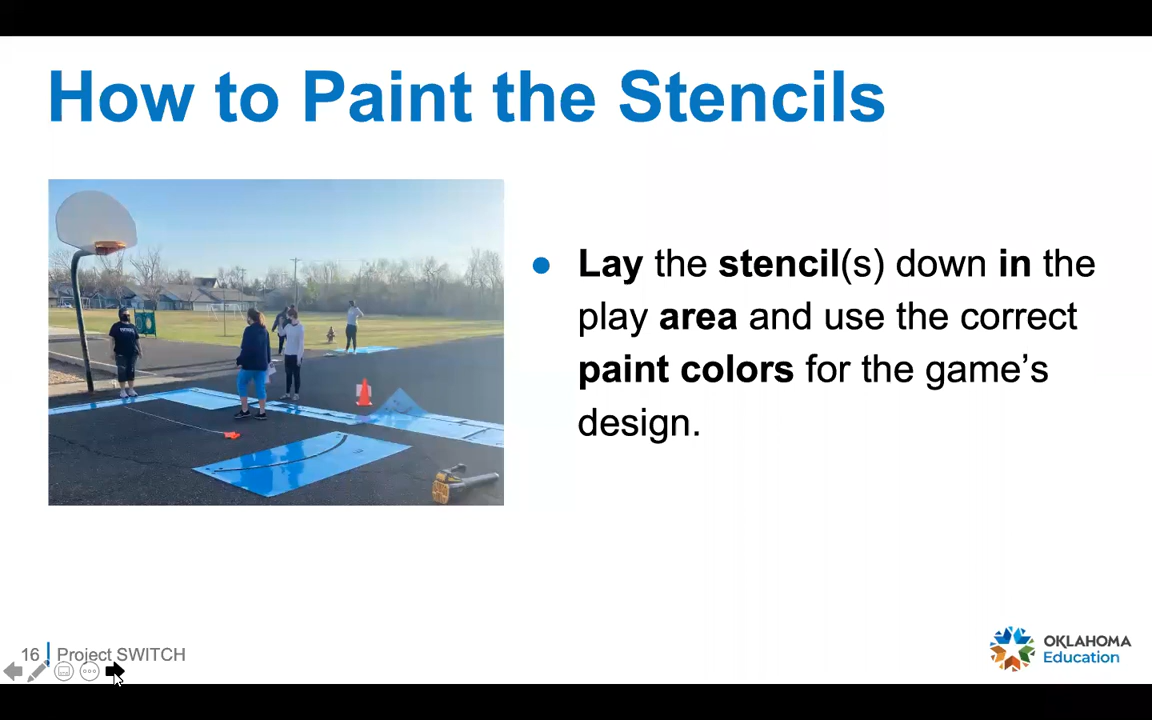 How to Paint the Stencils
● Lay the stencil(s) down in the
play area and use the correct
paint colors for the game’s
design.
16 | Project SWITCH
OKLAHOMA
Education